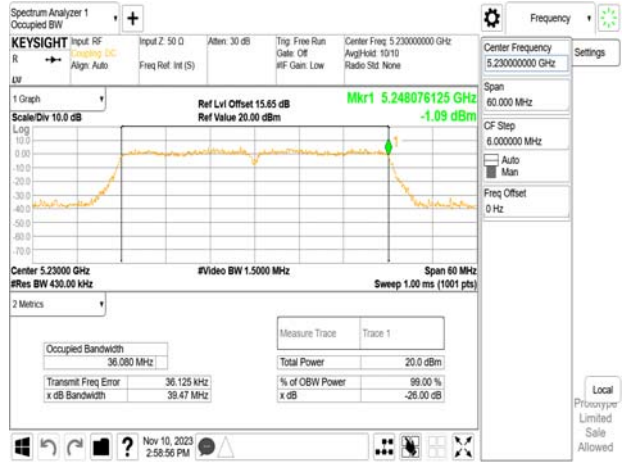 Spectrum Analyzer 1
Occupied BW
+
Frequency
KEYSIGHT
Input: RF
Coupling: DC
Align: Auto
R
LXI
Input Z: 50 Ω
Freq Ref: Int (S)
Atten: 30 dB
Trig: Free Run
Gate: Off
#IF Gain: Low
Center Freq: 5.230000000 GHz
Avg|Hold: 10/10
Radio Std: None
Center Frequency
5.230000000 GHz
Settings
Span
60.000 MHz
CF Step
6.000000 MHz
Auto
Man
Freq Offset
0 Hz
1 Graph
Ref Lvl Offset 15.65 dB
Mkr1 5.248076125 GHz
Scale/Div 10.0 dB
Ref Value 20.00 dBm
-1.09 dBm
Log
10.0
0.00
-10.0
-20.0
-30.0
-40.0
-50.0
-60.0
-70.0
1
Center 5.23000 GHz
#Video BW 1.5000 MHz
Span 60 MHz
#Res BW 430.00 kHz
Sweep 1.00 ms (1001 pts)
2 Metrics
Measure Trace
Trace 1
Occupied Bandwidth
36.080 MHz
Total Power
20.0 dBm
Transmit Freq Error
36.125 kHz
% of OBW Power
99.00 %
x dB Bandwidth
39.47 MHz
x dB
-26.00 dB
Local
Prototype
Limited
Sale
Allowed
Nov 10, 2023
2:58:56 PM
?